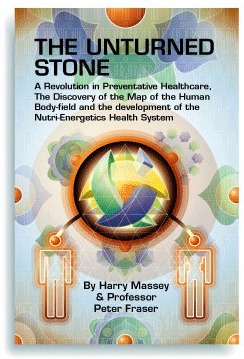 THE UNTURNED
STONE
A Revolution in Preventative Healthcare,
The Discovery of the Map of the Human
Body-field and the development of the
Nutri-Energetics Health System
By Harry Massey
& Professor
Peter Fraser